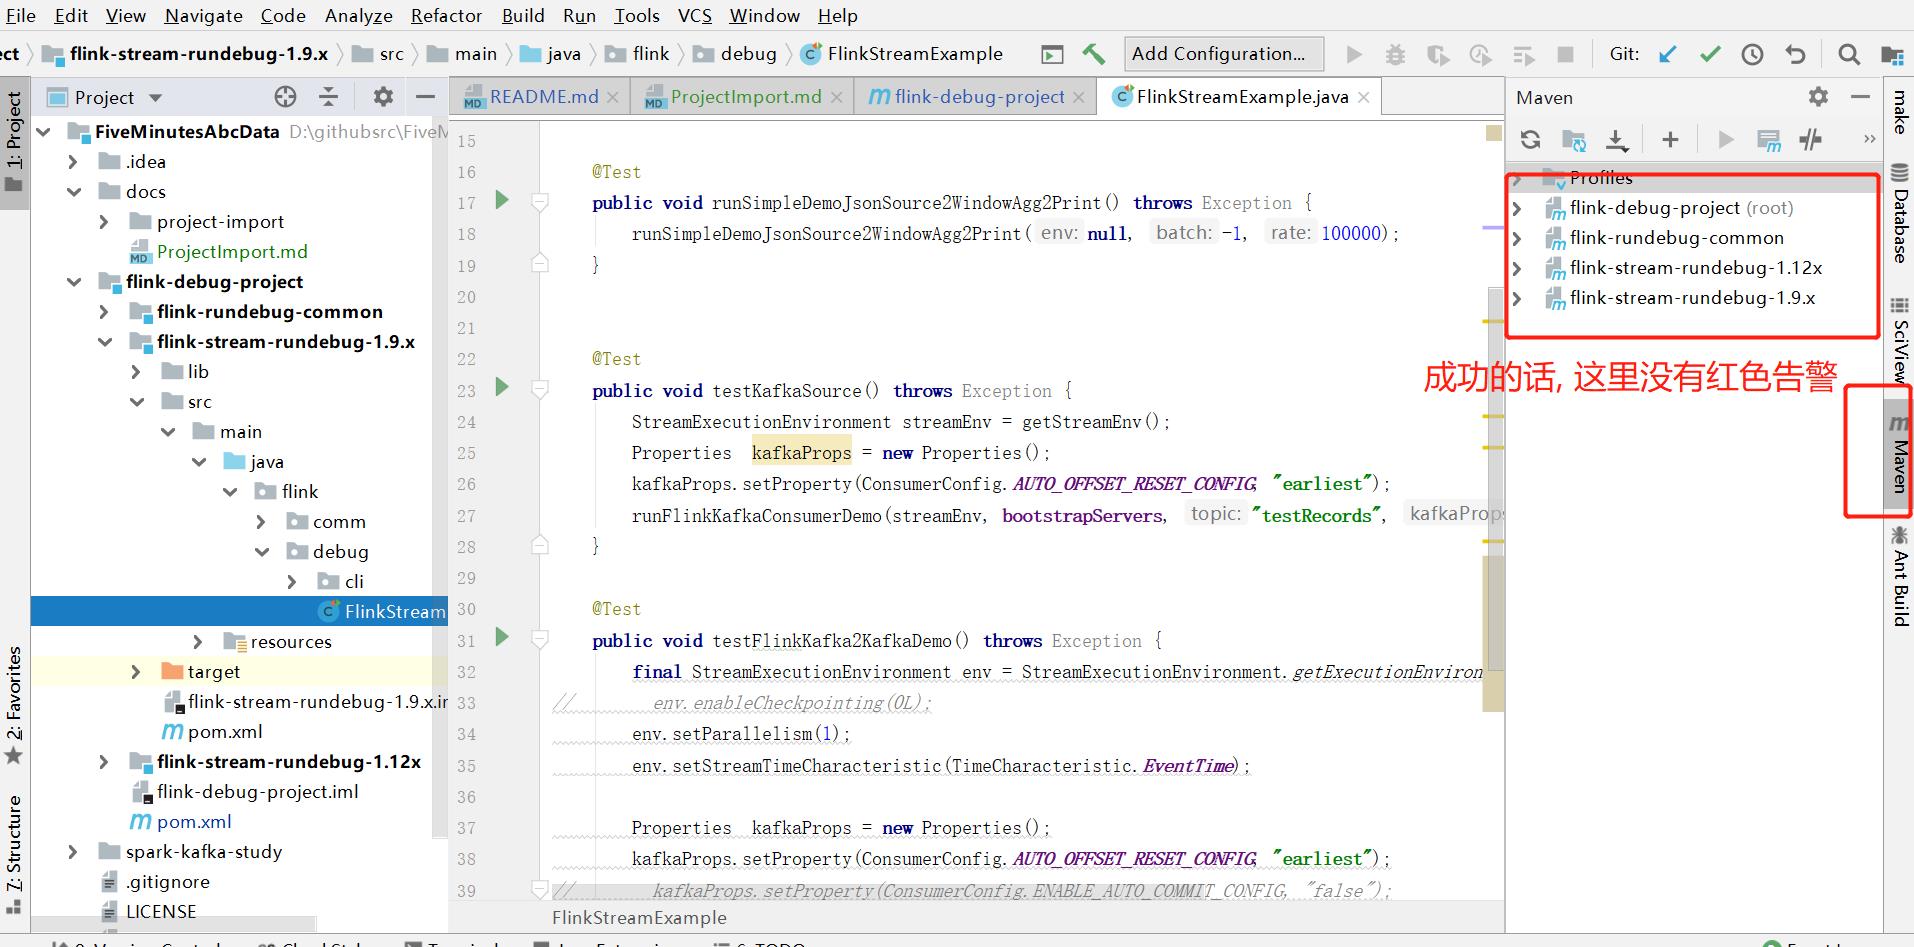 File Edit View Navigate Code Analyze Refactor Build Run Tools VCS Window Help
flink-stream-rundebug-1.9.x src main java flink debug FlinkStreamExample Add Configuration... Git:
1: Project
2: Favorites
7: Structure
Project
FiveMinutesAbcData D:\githubsrc\FiveM
.idea
docs
project-import
ProjectImport.md
flink-debug-project
flink-rundebug-common
flink-stream-rundebug-1.9.x
lib
src
main
java
flink
comm
debug
cli
FlinkStream
resources
target
flink-stream-rundebug-1.9.x.im
pom.xml
flink-stream-rundebug-1.12x
flink-debug-project.iml
pom.xml
spark-kafka-study
.gitignore
LICENSE
README.md ProjectImport.md flink-debug-project FlinkStreamExample.java
15
16 @Test
17 public void runSimpleDemoJsonSource2WindowAgg2Print() throws Exception {
18 runSimpleDemoJsonSource2WindowAgg2Print( env: null, batch: -1, rate: 100000);
19 }
20
21
22 @Test
23 public void testKafkaSource() throws Exception {
24 StreamExecutionEnvironment streamEnv = getStreamEnv();
25 Properties kafkaProps = new Properties();
26 kafkaProps.setProperty(ConsumerConfig.AUTO_OFFSET_RESET_CONFIG, "earliest");
27 runFlinkKafkaConsumerDemo(streamEnv, bootstrapServers, topic: "testRecords", kafkaProps
28 }
29
30 @Test
31 public void testFlinkKafka2KafkaDemo() throws Exception {
32 final StreamExecutionEnvironment env = StreamExecutionEnvironment.getExecutionEnviron
33 // env.enableCheckpointing(0L);
34 env.setParallelism(1);
35 env.setStreamTimeCharacteristic(TimeCharacteristic.EventTime);
36
37 Properties kafkaProps = new Properties();
38 kafkaProps.setProperty(ConsumerConfig.AUTO_OFFSET_RESET_CONFIG, "earliest");
39 // kafkaProps.setProperty(ConsumerConfig.ENABLE_AUTO_COMMIT_CONFIG, "false");
FlinkStreamExample
Maven
Profiles
flink-debug-project (root)
flink-rundebug-common
flink-stream-rundebug-1.12x
flink-stream-rundebug-1.9.x
成功的话, 这里没有红色告警
make
Database
SciView
Maven
Ant Build